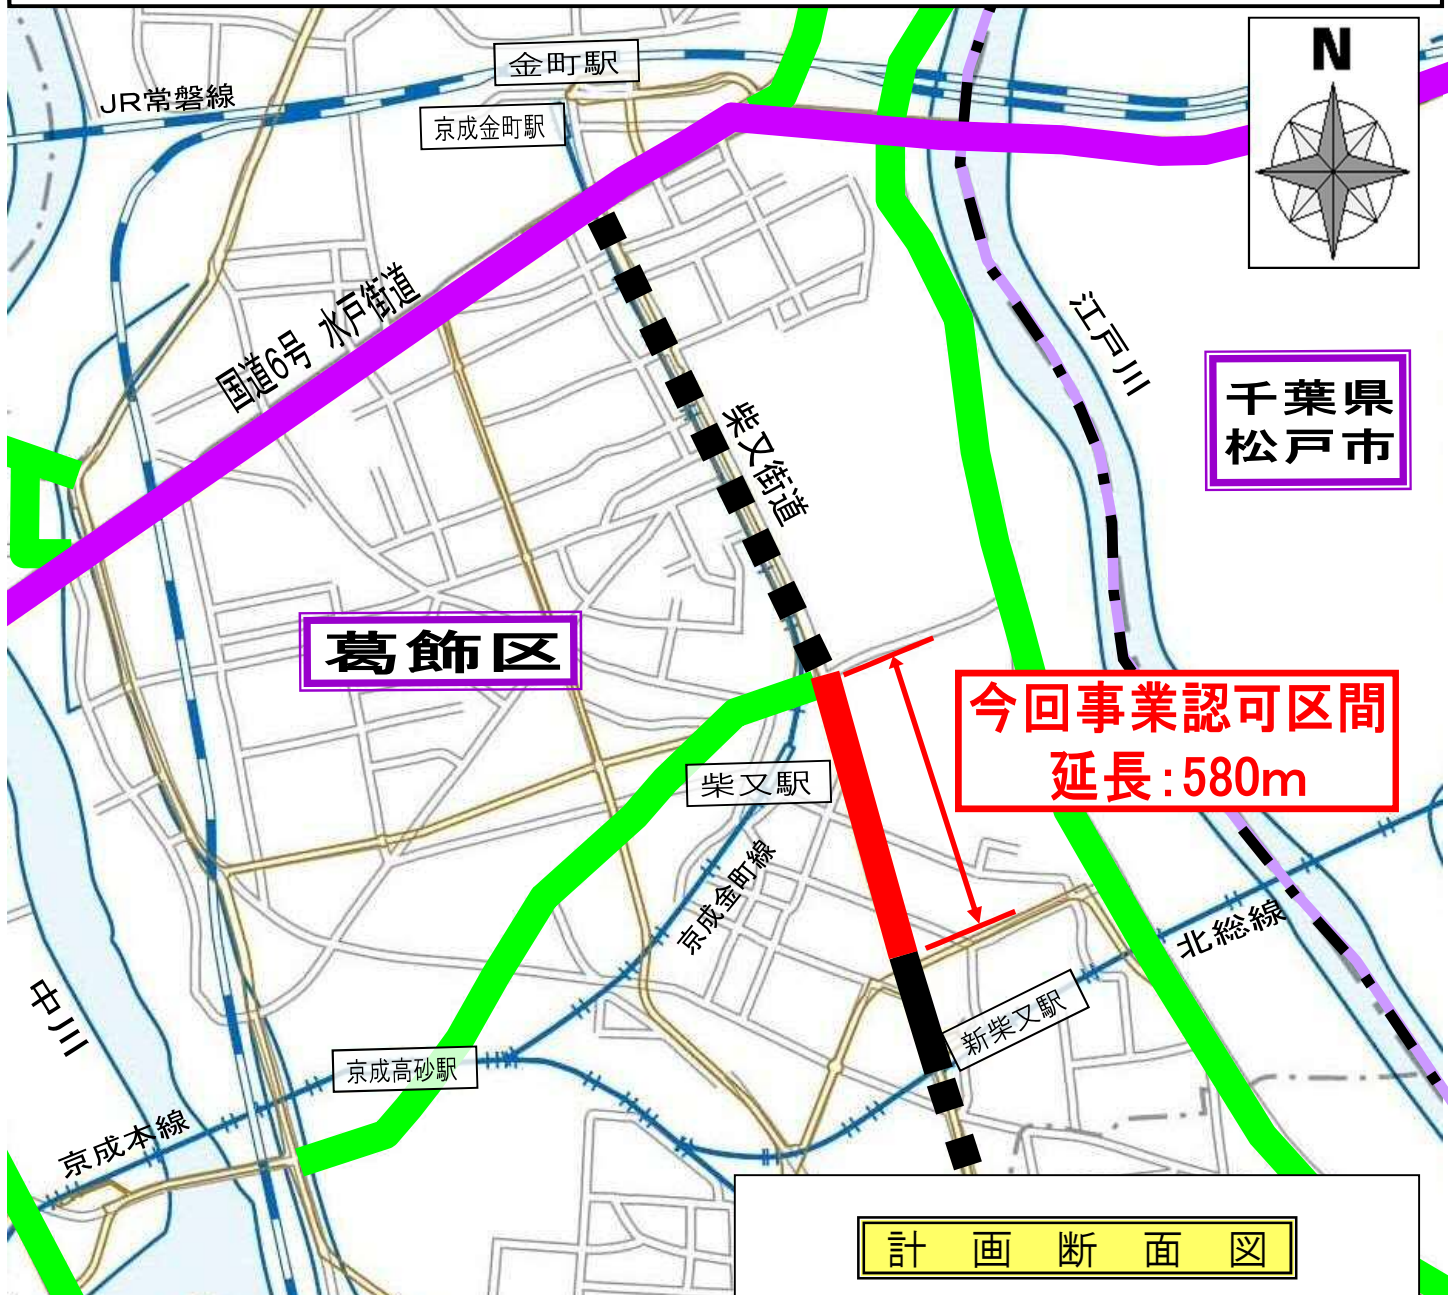 N
金町駅
JR常磐線
京成金町駅
国道6号 水戸街道
江戸川
千葉県
松戸市
柴又街道
葛飾区
今回事業認可区間
延長:580m
柴又駅
京成金町線
北総線
中川
新柴又駅
京成高砂駅
京成本線
計画断面図